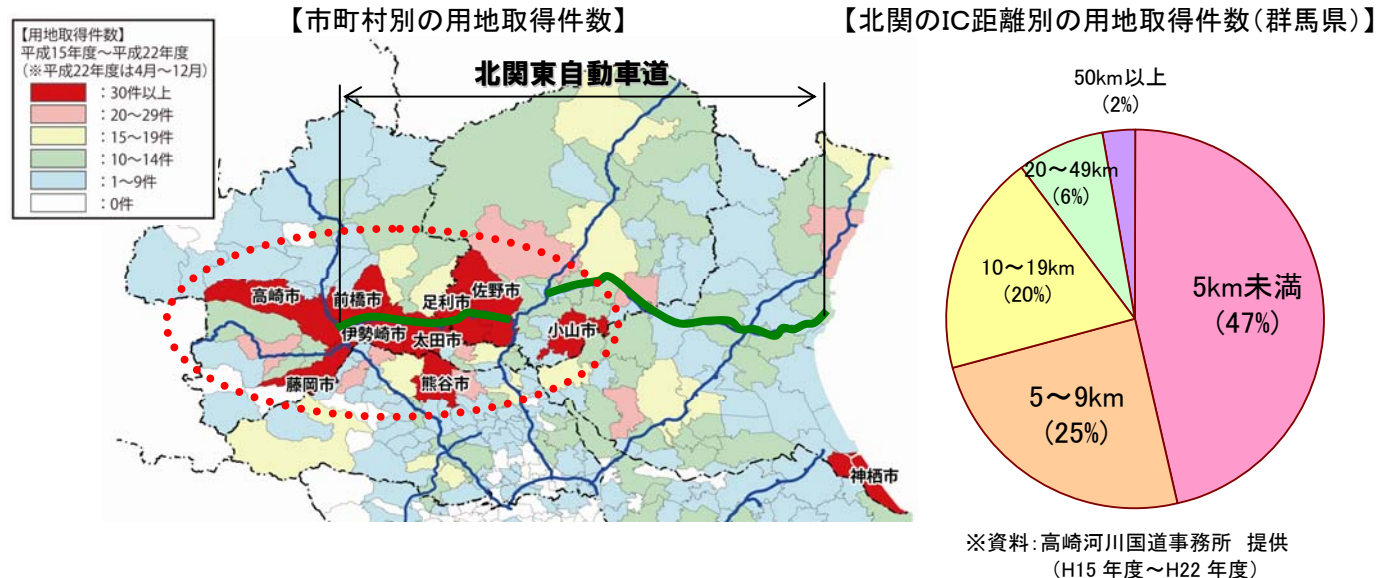 【市町村別の用地取得件数】
【北関のIC距離別の用地取得件数(群馬県)】
【用地取得件数】
平成15年度～平成22年度
(※平成22年度は4月～12月)
:30件以上
:20～29件
:15～19件
:10～14件
:1～9件
:0件
北関東自動車道
高崎市
前橋市
足利市
佐野市
伊勢崎市
太田市
小山市
藤岡市
熊谷市
神栖市
50km以上
(2%)
20～49km
(6%)
10～19km
(20%)
5km未満
(47%)
5～9km
(25%)
※資料:高崎河川国道事務所 提供
(H15 年度～H22 年度)